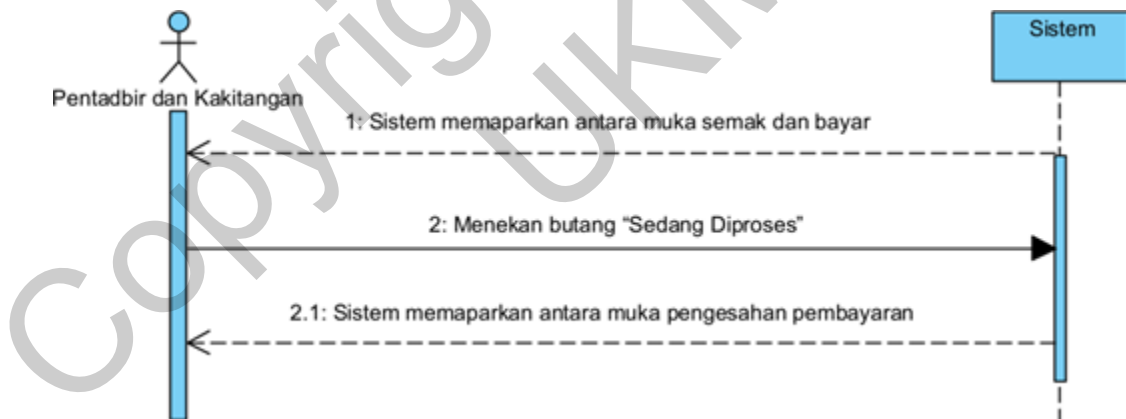 Sistem
Pentadbir dan Kakitangan
1: Sistem memaparkan antara muka semak dan bayar
2: Menekan butang “Sedang Diproses”
2.1: Sistem memaparkan antara muka pengesahan pembayaran